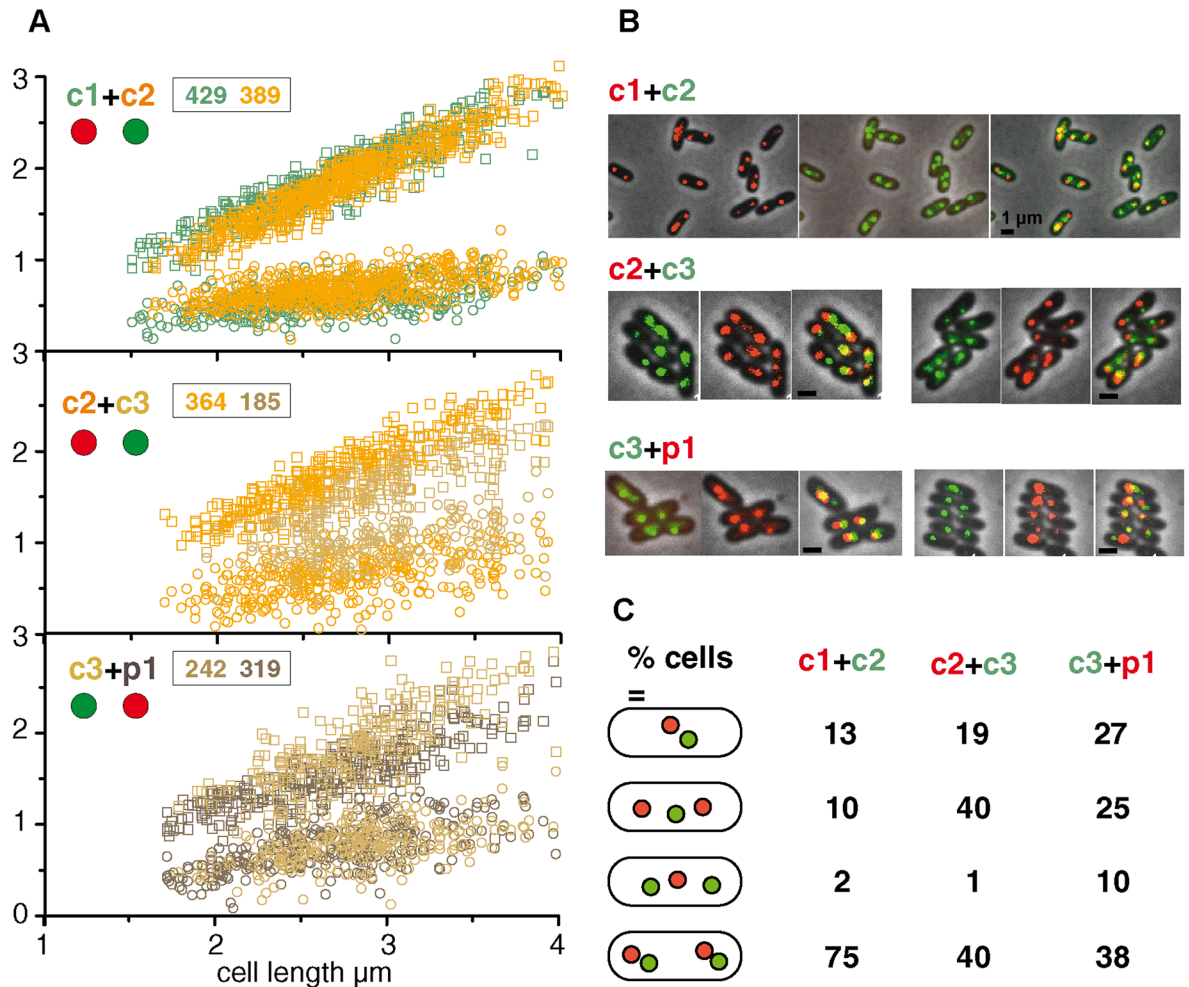 A
3
c1+c2
429 389
2
1
3
c2+c3
364 185
2
1
3
c3+p1
242 319
2
1
0
1 2 3 4
cell length µm
B
c1+c2
1 µm
c2+c3
c3+p1
C
% cells c1+c2 c2+c3 c3+p1
=
13 19 27
10 40 25
2 1 10
75 40 38